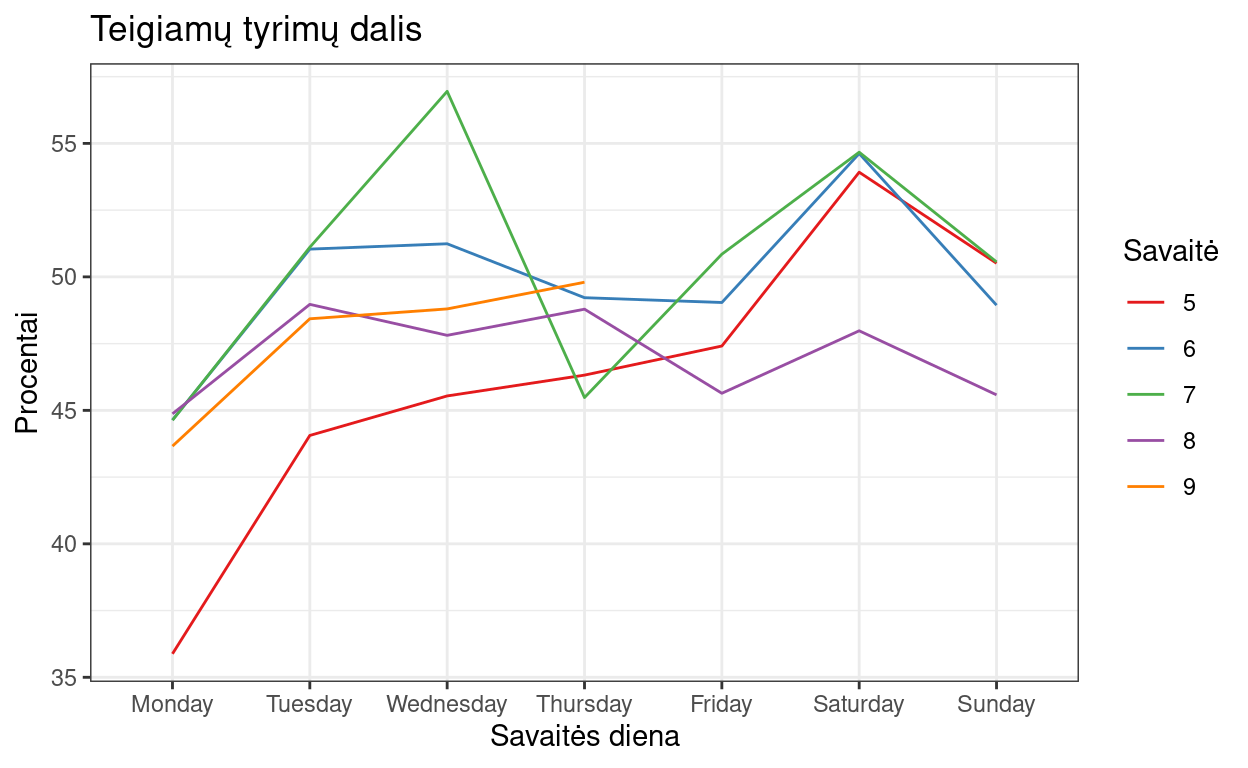 Teigiamų tyrimų dalis
Procentai
55
50
45
40
35
Monday Tuesday Wednesday Thursday Friday Saturday Sunday
Savaitės diena
Savaitė
5
6
7
8
9